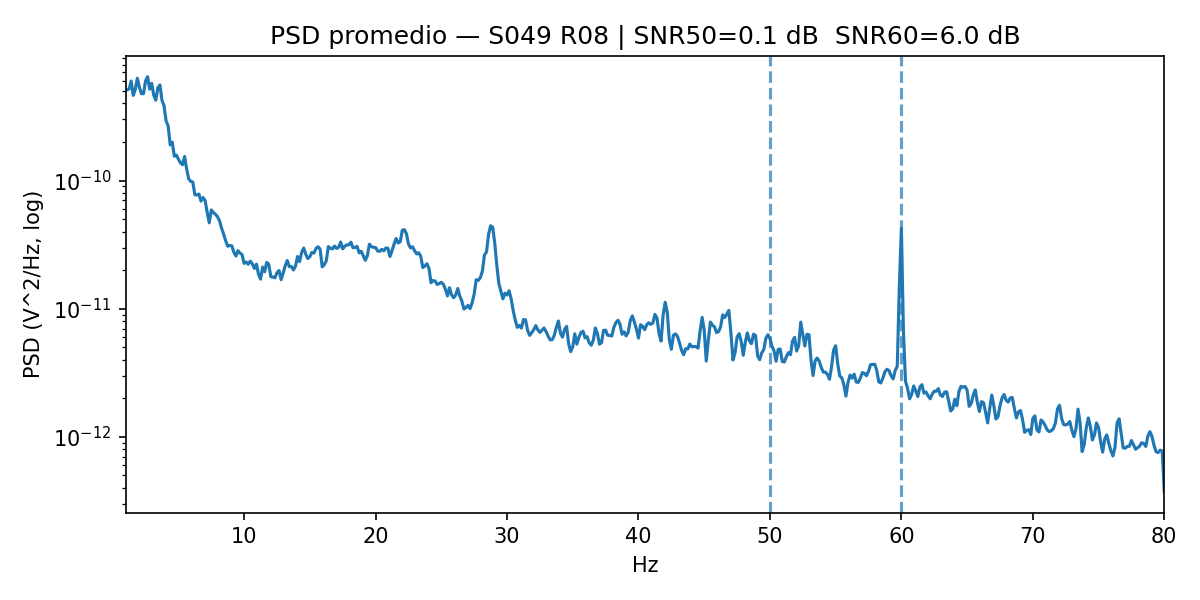 PSD promedio — S049 R08 | SNR50=0.1 dB  SNR60=6.0 dB
PSD (V^2/Hz, log)
10⁻¹⁰
10⁻¹¹
10⁻¹²
10 20 30 40 50 60 70 80
Hz